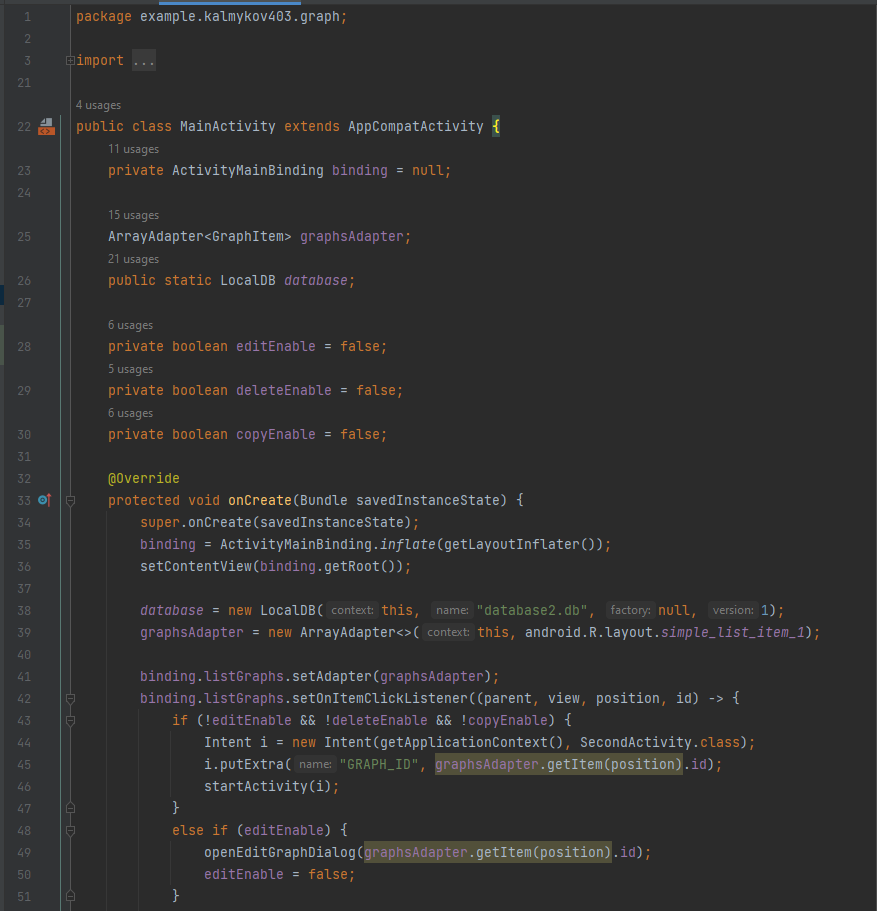 1 package example.kalmykov403.graph;
2
3 import ...
21
4 usages
22 public class MainActivity extends AppCompatActivity {
11 usages
23 private ActivityMainBinding binding = null;
24
15 usages
25 ArrayAdapter<GraphItem> graphsAdapter;
21 usages
26 public static LocalDB database;
27
6 usages
28 private boolean editEnable = false;
5 usages
29 private boolean deleteEnable = false;
6 usages
30 private boolean copyEnable = false;
31
32 @Override
33 protected void onCreate(Bundle savedInstanceState) {
34 super.onCreate(savedInstanceState);
35 binding = ActivityMainBinding.inflate(getLayoutInflater());
36 setContentView(binding.getRoot());
37
38 database = new LocalDB( context: this, name: "database2.db", factory: null, version: 1);
39 graphsAdapter = new ArrayAdapter<>( context: this, android.R.layout.simple_list_item_1);
40
41 binding.listGraphs.setAdapter(graphsAdapter);
42 binding.listGraphs.setOnItemClickListener((parent, view, position, id) -> {
43 if (!editEnable && !deleteEnable && !copyEnable) {
44 Intent i = new Intent(getApplicationContext(), SecondActivity.class);
45 i.putExtra( name: "GRAPH_ID", graphsAdapter.getItem(position).id);
46 startActivity(i);
47 }
48 else if (editEnable) {
49 openEditGraphDialog(graphsAdapter.getItem(position).id);
50 editEnable = false;
51 }